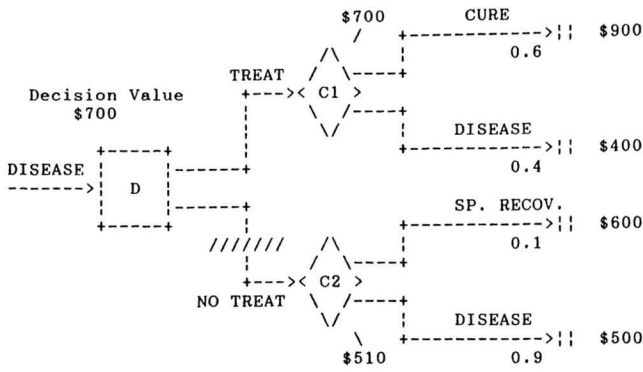 $700
CURE
$900
0.6
TREAT
C1
Decision Value
$700
DISEASE
$400
0.4
DISEASE
D
SP. RECOV.
$600
0.1
///////
C2
NO TREAT
DISEASE
$500
0.9
$510